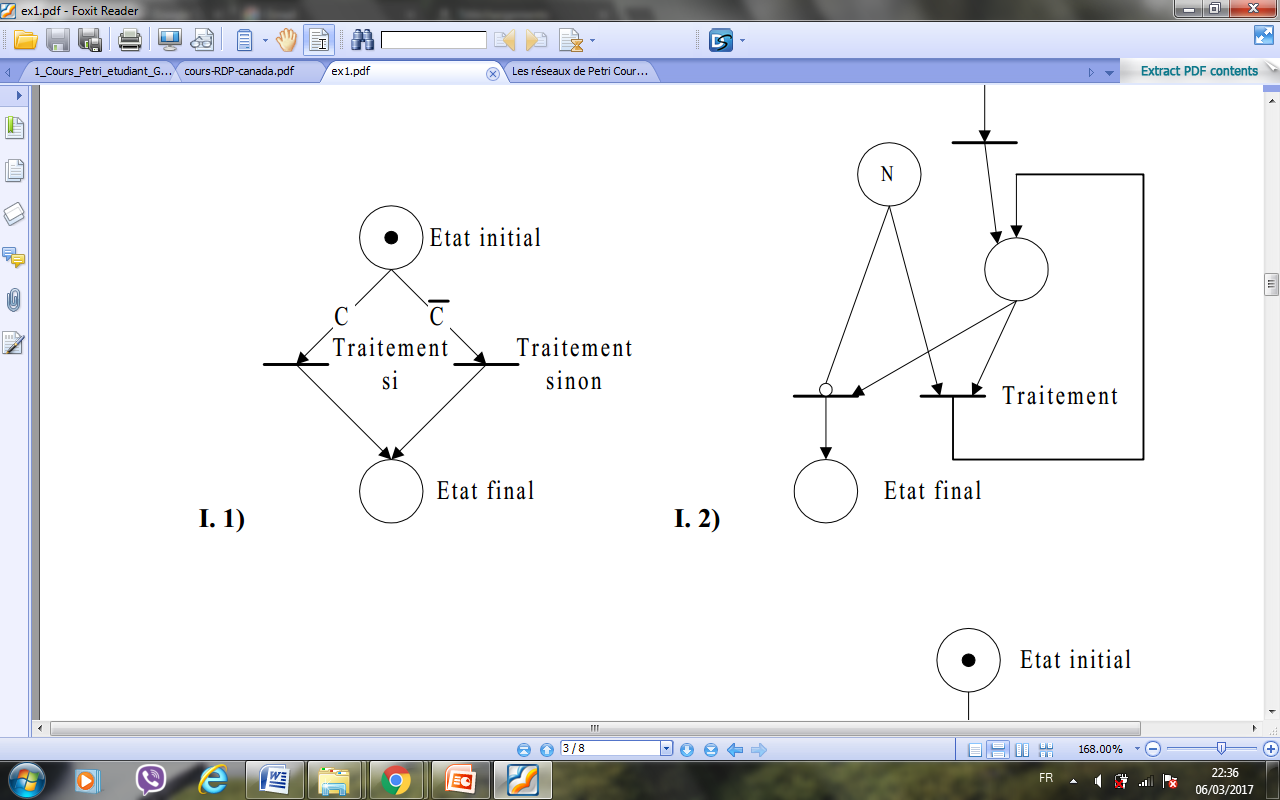 ex1.pdf - Foxit Reader
1_Cours_Petri_etudiant_G... cours-RDP-canada.pdf ex1.pdf Les réseaux de Petri Cour... Extract PDF contents
N
Etat initial
C C̅
Traitement si
Traitement sinon
Etat final
I. 1)
Traitement
Etat final
I. 2)
Etat initial
3 / 8
168.00%
FR
22:36
06/03/2017